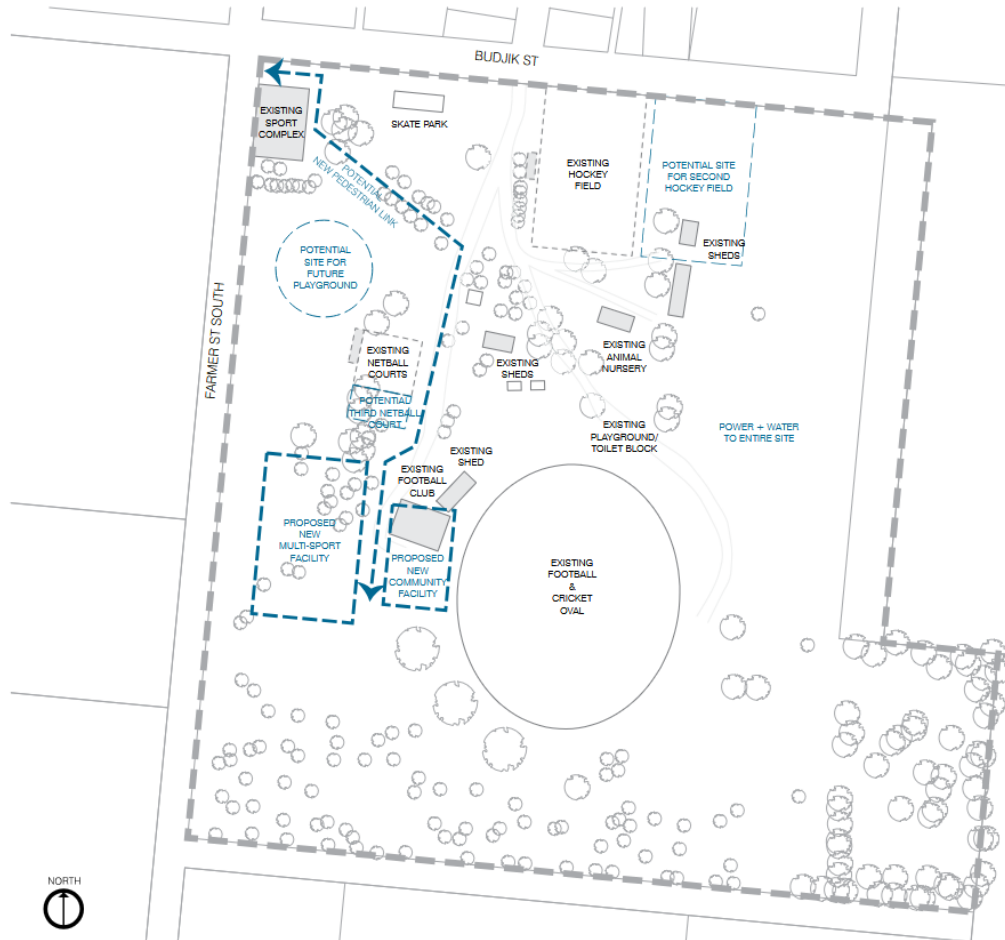 BUDJIK ST
EXISTING
SPORT
COMPLEX
SKATE PARK
POTENTIAL
NEW PEDESTRIAN LINK
EXISTING
HOCKEY
FIELD
POTENTIAL SITE
FOR SECOND
HOCKEY FIELD
EXISTING
SHEDS
POTENTIAL
SITE FOR
FUTURE
PLAYGROUND
FARMER ST SOUTH
EXISTING
NETBALL
COURTS
EXISTING
SHEDS
EXISTING
ANIMAL
NURSERY
POTENTIAL
THIRD NETBALL
COURT
EXISTING
PLAYGROUND/
TOILET BLOCK
POWER + WATER
TO ENTIRE SITE
EXISTING
SHED
EXISTING
FOOTBALL
CLUB
PROPOSED
NEW
MULTI-SPORT
FACILITY
PROPOSED
NEW
COMMUNITY
FACILITY
EXISTING
FOOTBALL
&
CRICKET
OVAL
NORTH